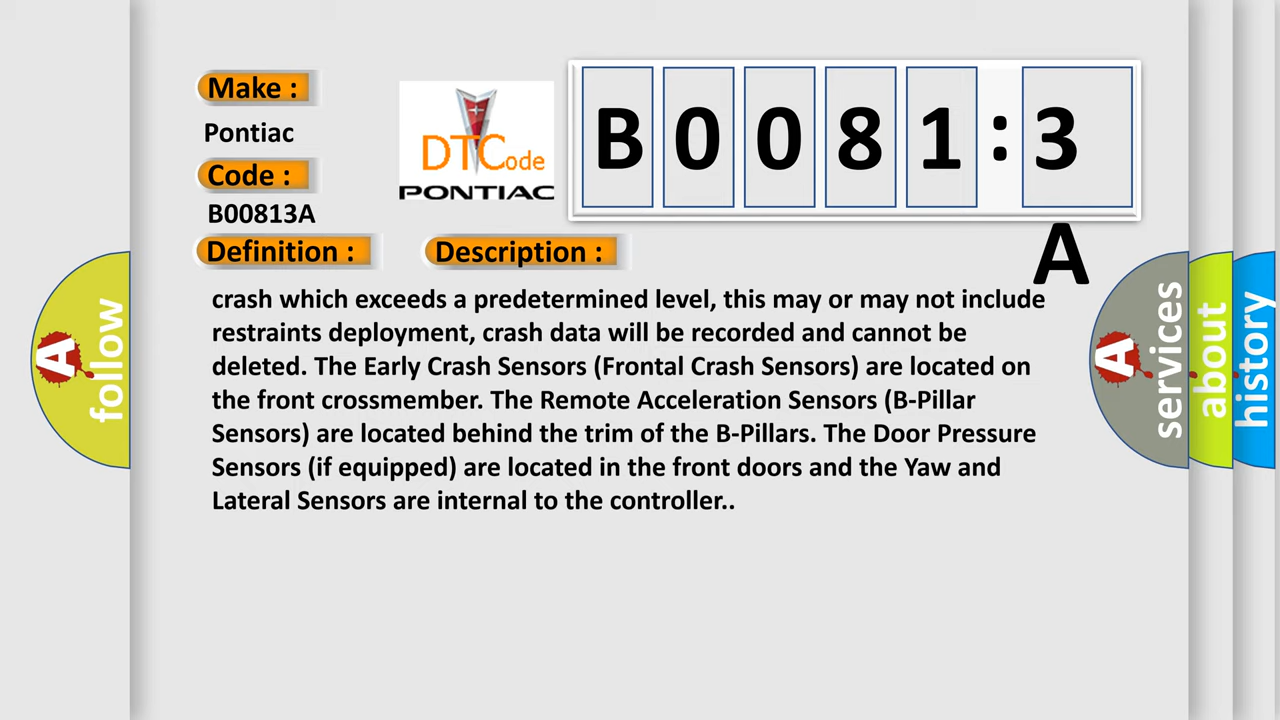 Make :
Pontiac
Code :
B00813A
Definition :
Description :
DTCode
PONTIAC
B0081:3
A
crash which exceeds a predetermined level, this may or may not include
restraints deployment, crash data will be recorded and cannot be
deleted. The Early Crash Sensors (Frontal Crash Sensors) are located on
the front crossmember. The Remote Acceleration Sensors (B-Pillar
Sensors) are located behind the trim of the B-Pillars. The Door Pressure
Sensors (if equipped) are located in the front doors and the Yaw and
Lateral Sensors are internal to the controller..
A follow
A services
about
history